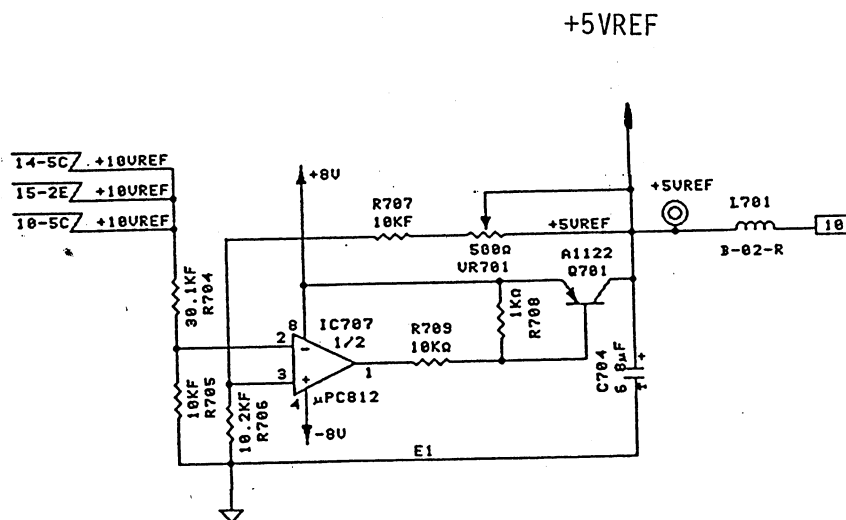 +5VREF
14-5C +10VREF
15-2E +10VREF
10-5C +10VREF
+8V
R707
10KF
500Ω
VR701
+5VREF
+5VREF
L701
B-02-R
10
A1122
Q701
30.1KF
R704
1KΩ
R708
8
IC707
1/2
2
-
3
+
1
4
μPC812
R709
10KΩ
C704
6.8μF
+
10KF
R705
10.2KF
R706
-8V
E1